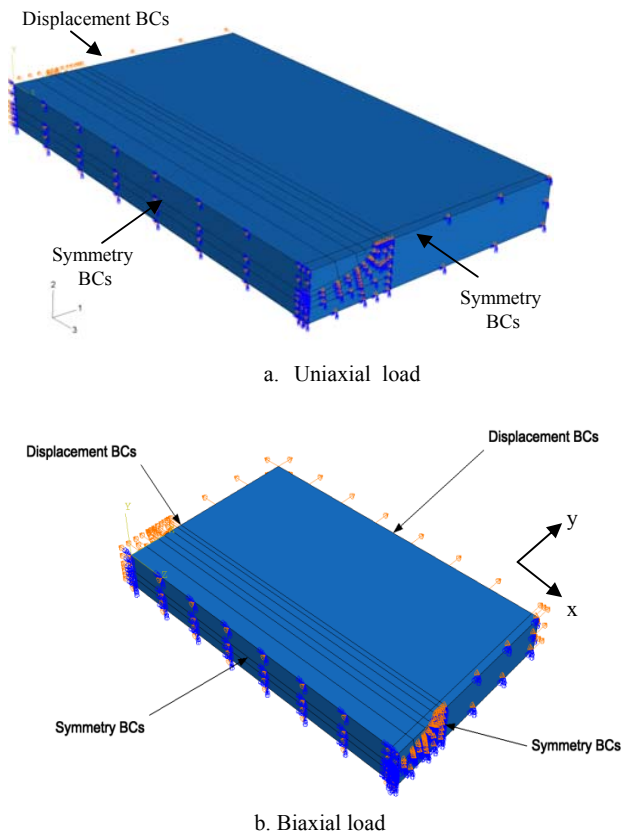 Displacement BCs
Symmetry
BCs
Symmetry
BCs
2
1
3
a. Uniaxial load
Displacement BCs
Displacement BCs
Y
y
x
Symmetry BCs
Symmetry BCs
b. Biaxial load